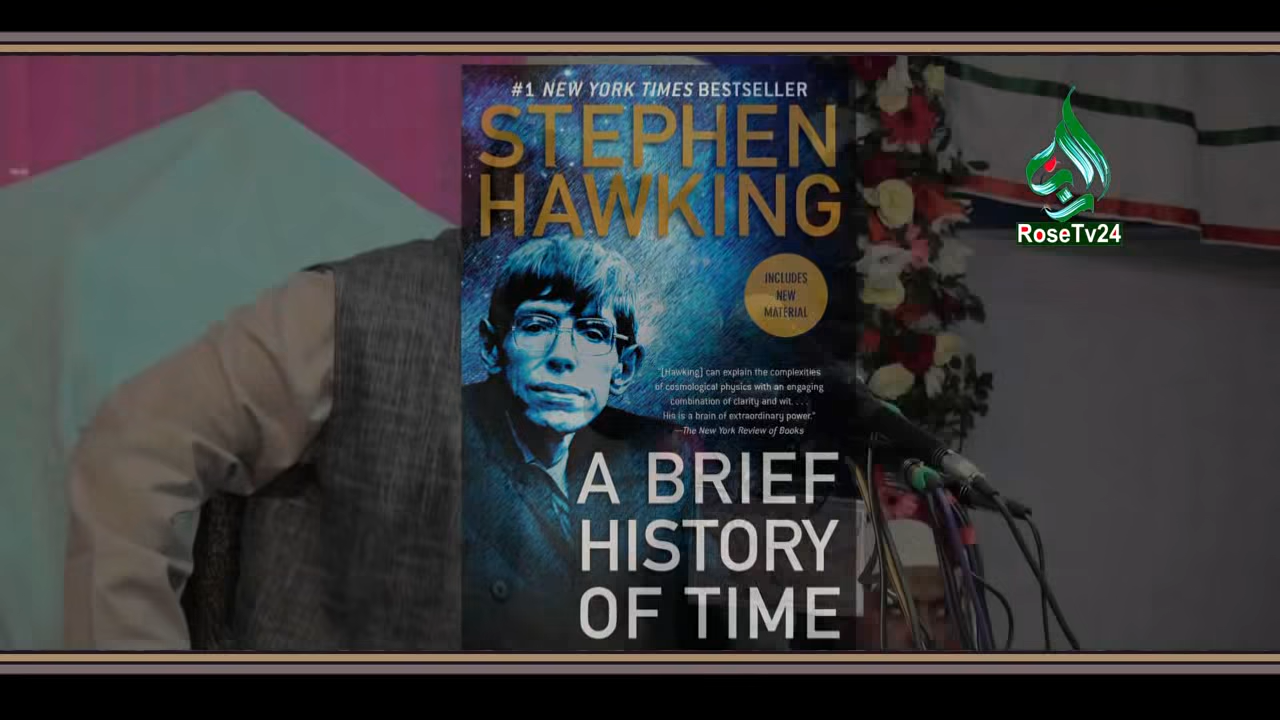 #1 NEW YORK TIMES BESTSELLER
STEPHEN
HAWKING
INCLUDES
NEW
MATERIAL
[Hawking] can explain the complexities
of cosmological physics with an engaging
combination of clarity and wit. . . .
His is a brain of extraordinary power."
—The New York Review of Books
A BRIEF
HISTORY
OF TIME
RoseTv24